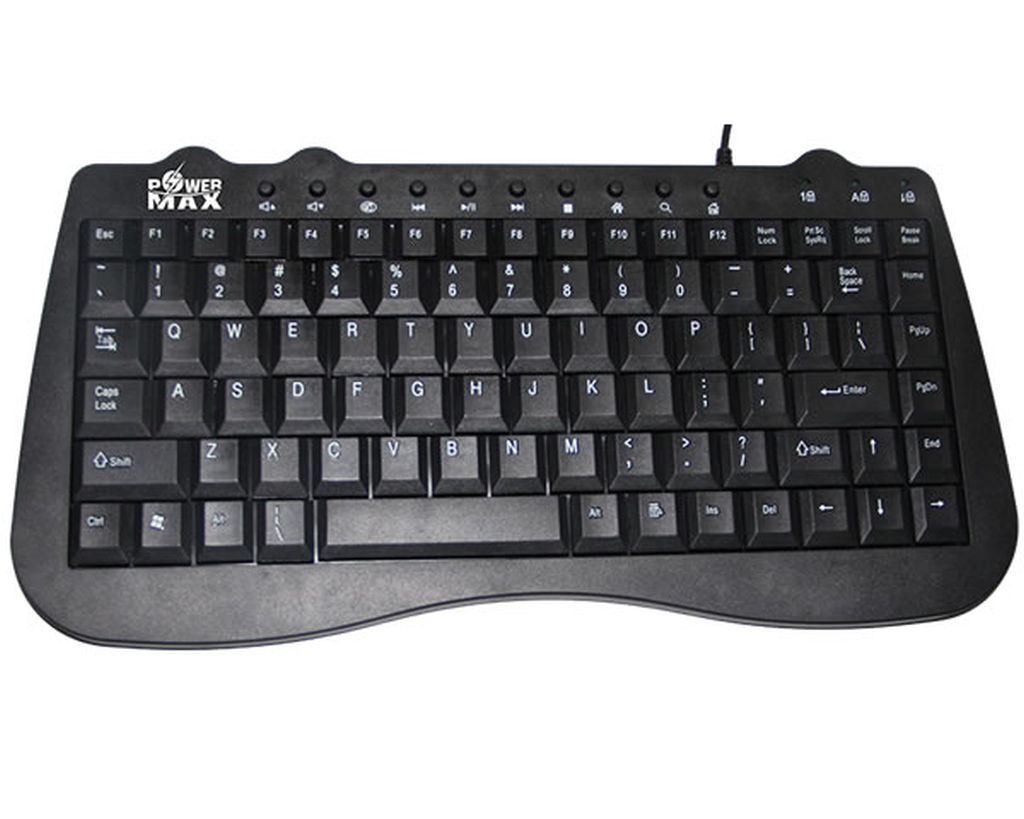 POWER
MAX
1 A
Esc F1 F2 F3 F4 F5 F6 F7 F8 F9 F10 F11 F12 Num Lock Prt Sc SysRq Scroll Lock Pause Break
~ ! @ # $ % ^ & * ( ) — + Back Space Home
` 1 2 3 4 5 6 7 8 9 0 - =
Tab Q W E R T Y U I O P { [ } ] ¦ \ PgUp
Caps Lock A S D F G H J K L : ; " ' Enter PgDn
Shift Z X C V B N M < , > . ? / Shift ↑ End
Ctrl Alt ¦ \ Alt Ins Del ← ↓ →